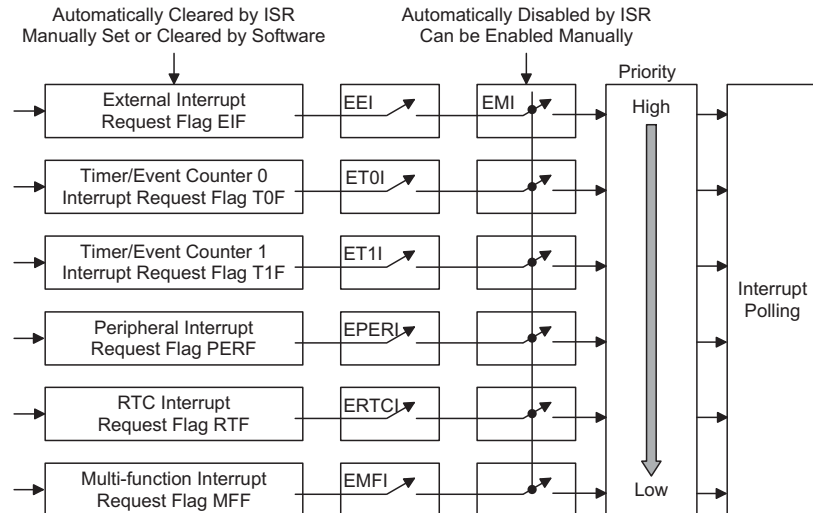 Automatically Cleared by ISR
Manually Set or Cleared by Software
Automatically Disabled by ISR
Can be Enabled Manually
Priority
External Interrupt
Request Flag EIF
EEI
EMI
High
Timer/Event Counter 0
Interrupt Request Flag T0F
ET0I
Timer/Event Counter 1
Interrupt Request Flag T1F
ET1I
Interrupt
Polling
Peripheral Interrupt
Request Flag PERF
EPERI
RTC Interrupt
Request Flag RTF
ERTCI
Multi-function Interrupt
Request Flag MFF
EMFI
Low